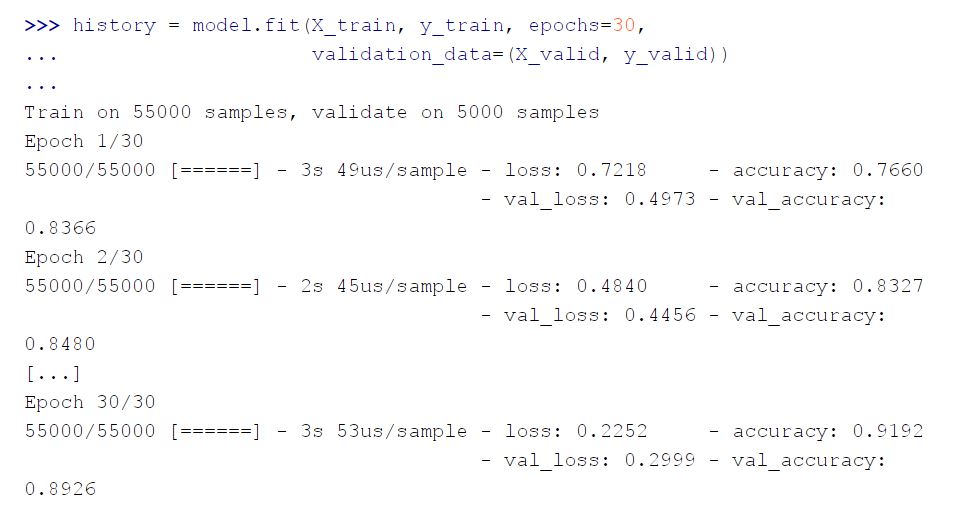 >>> history = model.fit(X_train, y_train, epochs=30,
...                     validation_data=(X_valid, y_valid))
...
Train on 55000 samples, validate on 5000 samples
Epoch 1/30
55000/55000 [======] - 3s 49us/sample - loss: 0.7218     - accuracy: 0.7660
                                      - val_loss: 0.4973 - val_accuracy:
0.8366
Epoch 2/30
55000/55000 [======] - 2s 45us/sample - loss: 0.4840     - accuracy: 0.8327
                                      - val_loss: 0.4456 - val_accuracy:
0.8480
[...]
Epoch 30/30
55000/55000 [======] - 3s 53us/sample - loss: 0.2252     - accuracy: 0.9192
                                      - val_loss: 0.2999 - val_accuracy:
0.8926